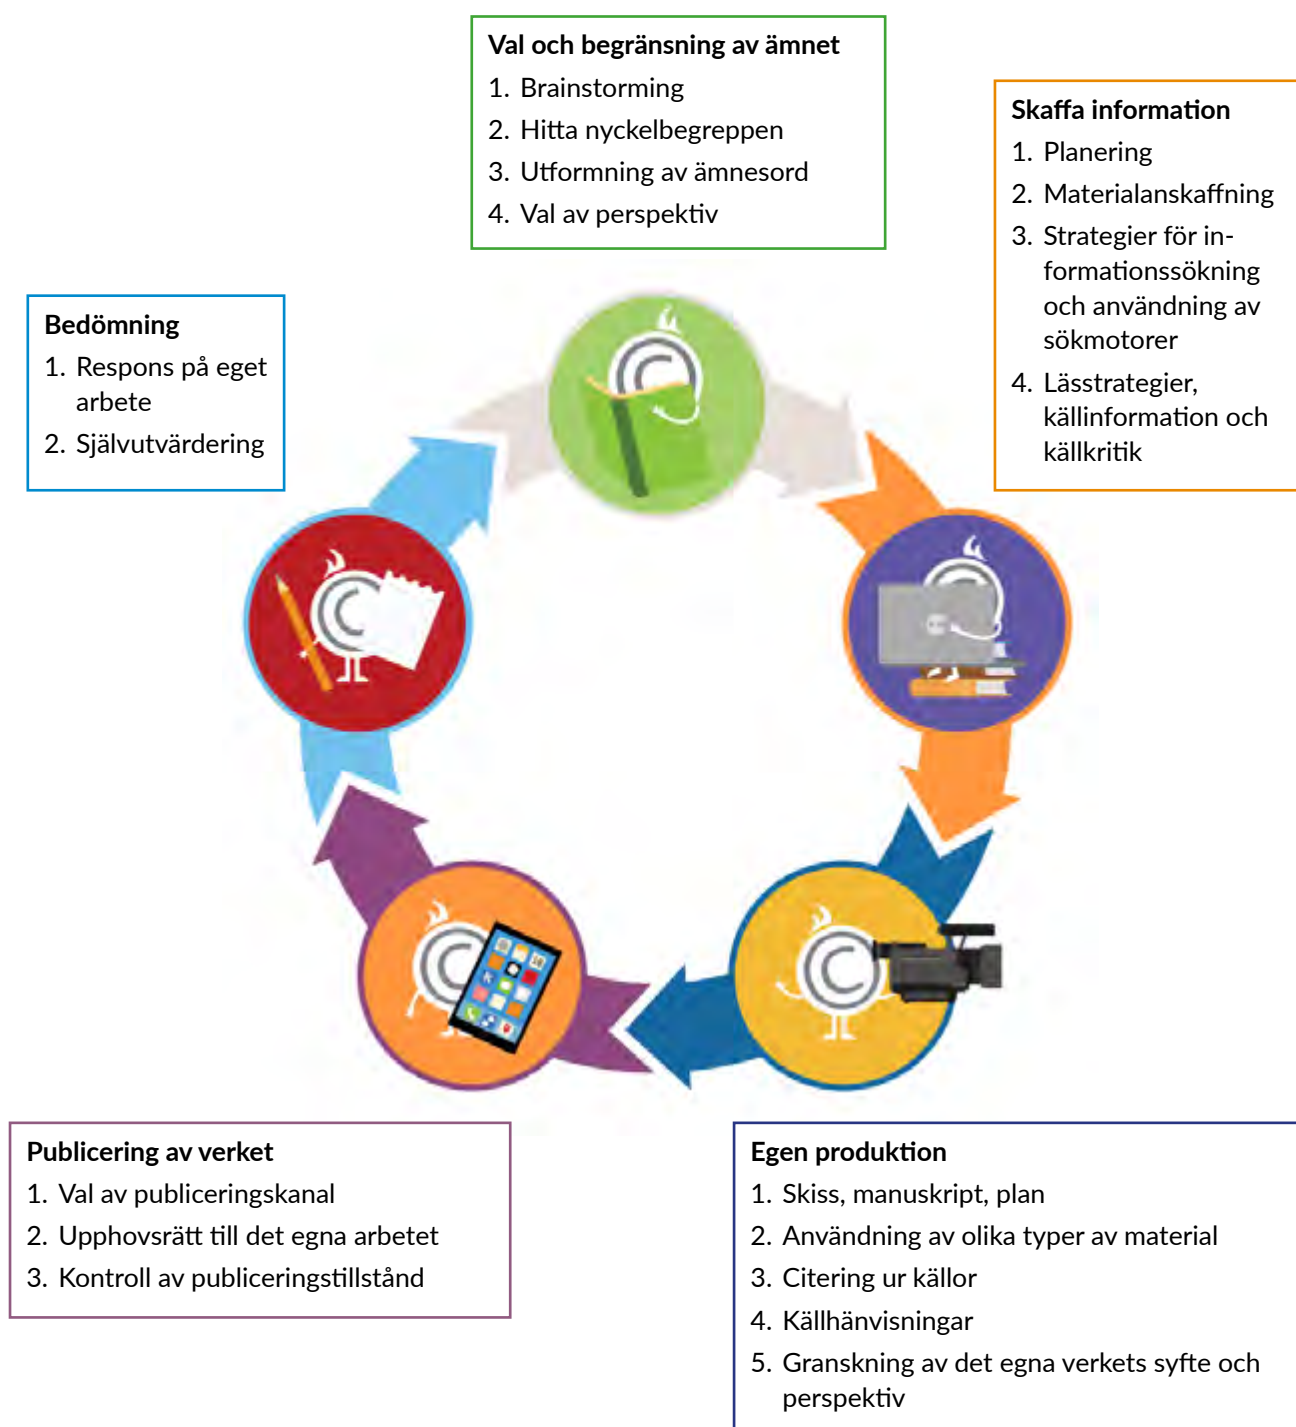 Val och begränsning av ämnet
1. Brainstorming
2. Hitta nyckelbegreppen
3. Utformning av ämnesord
4. Val av perspektiv
Skaffa information
1. Planering
2. Materialanskaffning
3. Strategier för in-
formationssökning
och användning av
sökmotorer
4. Lässtrategier,
källinformation och
källkritik
Bedömning
1. Respons på eget
arbete
2. Självutvärdering
Publicering av verket
1. Val av publiceringskanal
2. Upphovsrätt till det egna arbetet
3. Kontroll av publiceringstillstånd
Egen produktion
1. Skiss, manuskript, plan
2. Användning av olika typer av material
3. Citering ur källor
4. Källhänvisningar
5. Granskning av det egna verkets syfte och
perspektiv